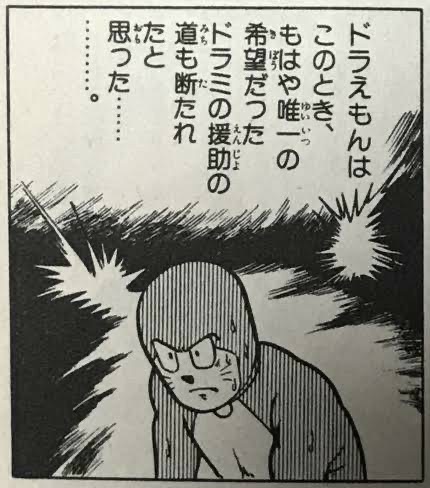 ドラえもんは
このとき、
もはや唯一の
希望だった
ドラミの援助の
道も断たれ
たと
思った……
…………。